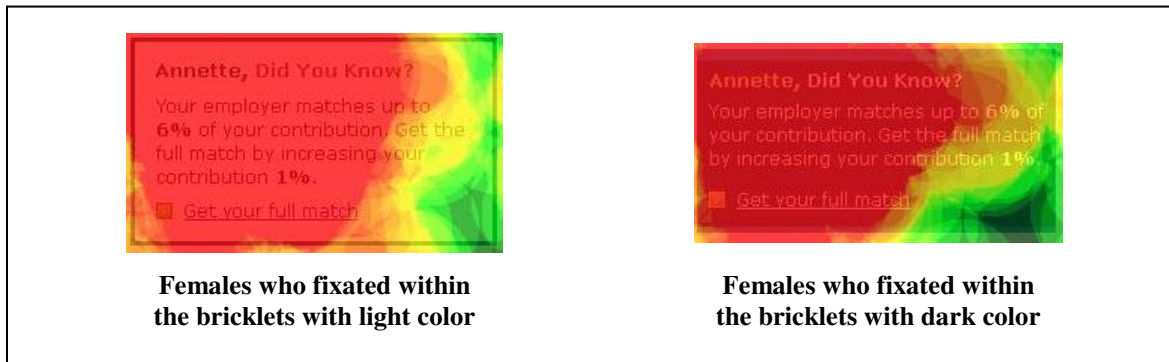 Annette, Did You Know?
Your employer matches up to
6% of your contribution. Get the
full match by increasing your
contribution 1%.
Get your full match
Females who fixated within
the bricklets with light color
Annette, Did You Know?
Your employer matches up to 6% of
your contribution. Get the full match
by increasing your contribution 1%.
Get your full match
Females who fixated within
the bricklets with dark color